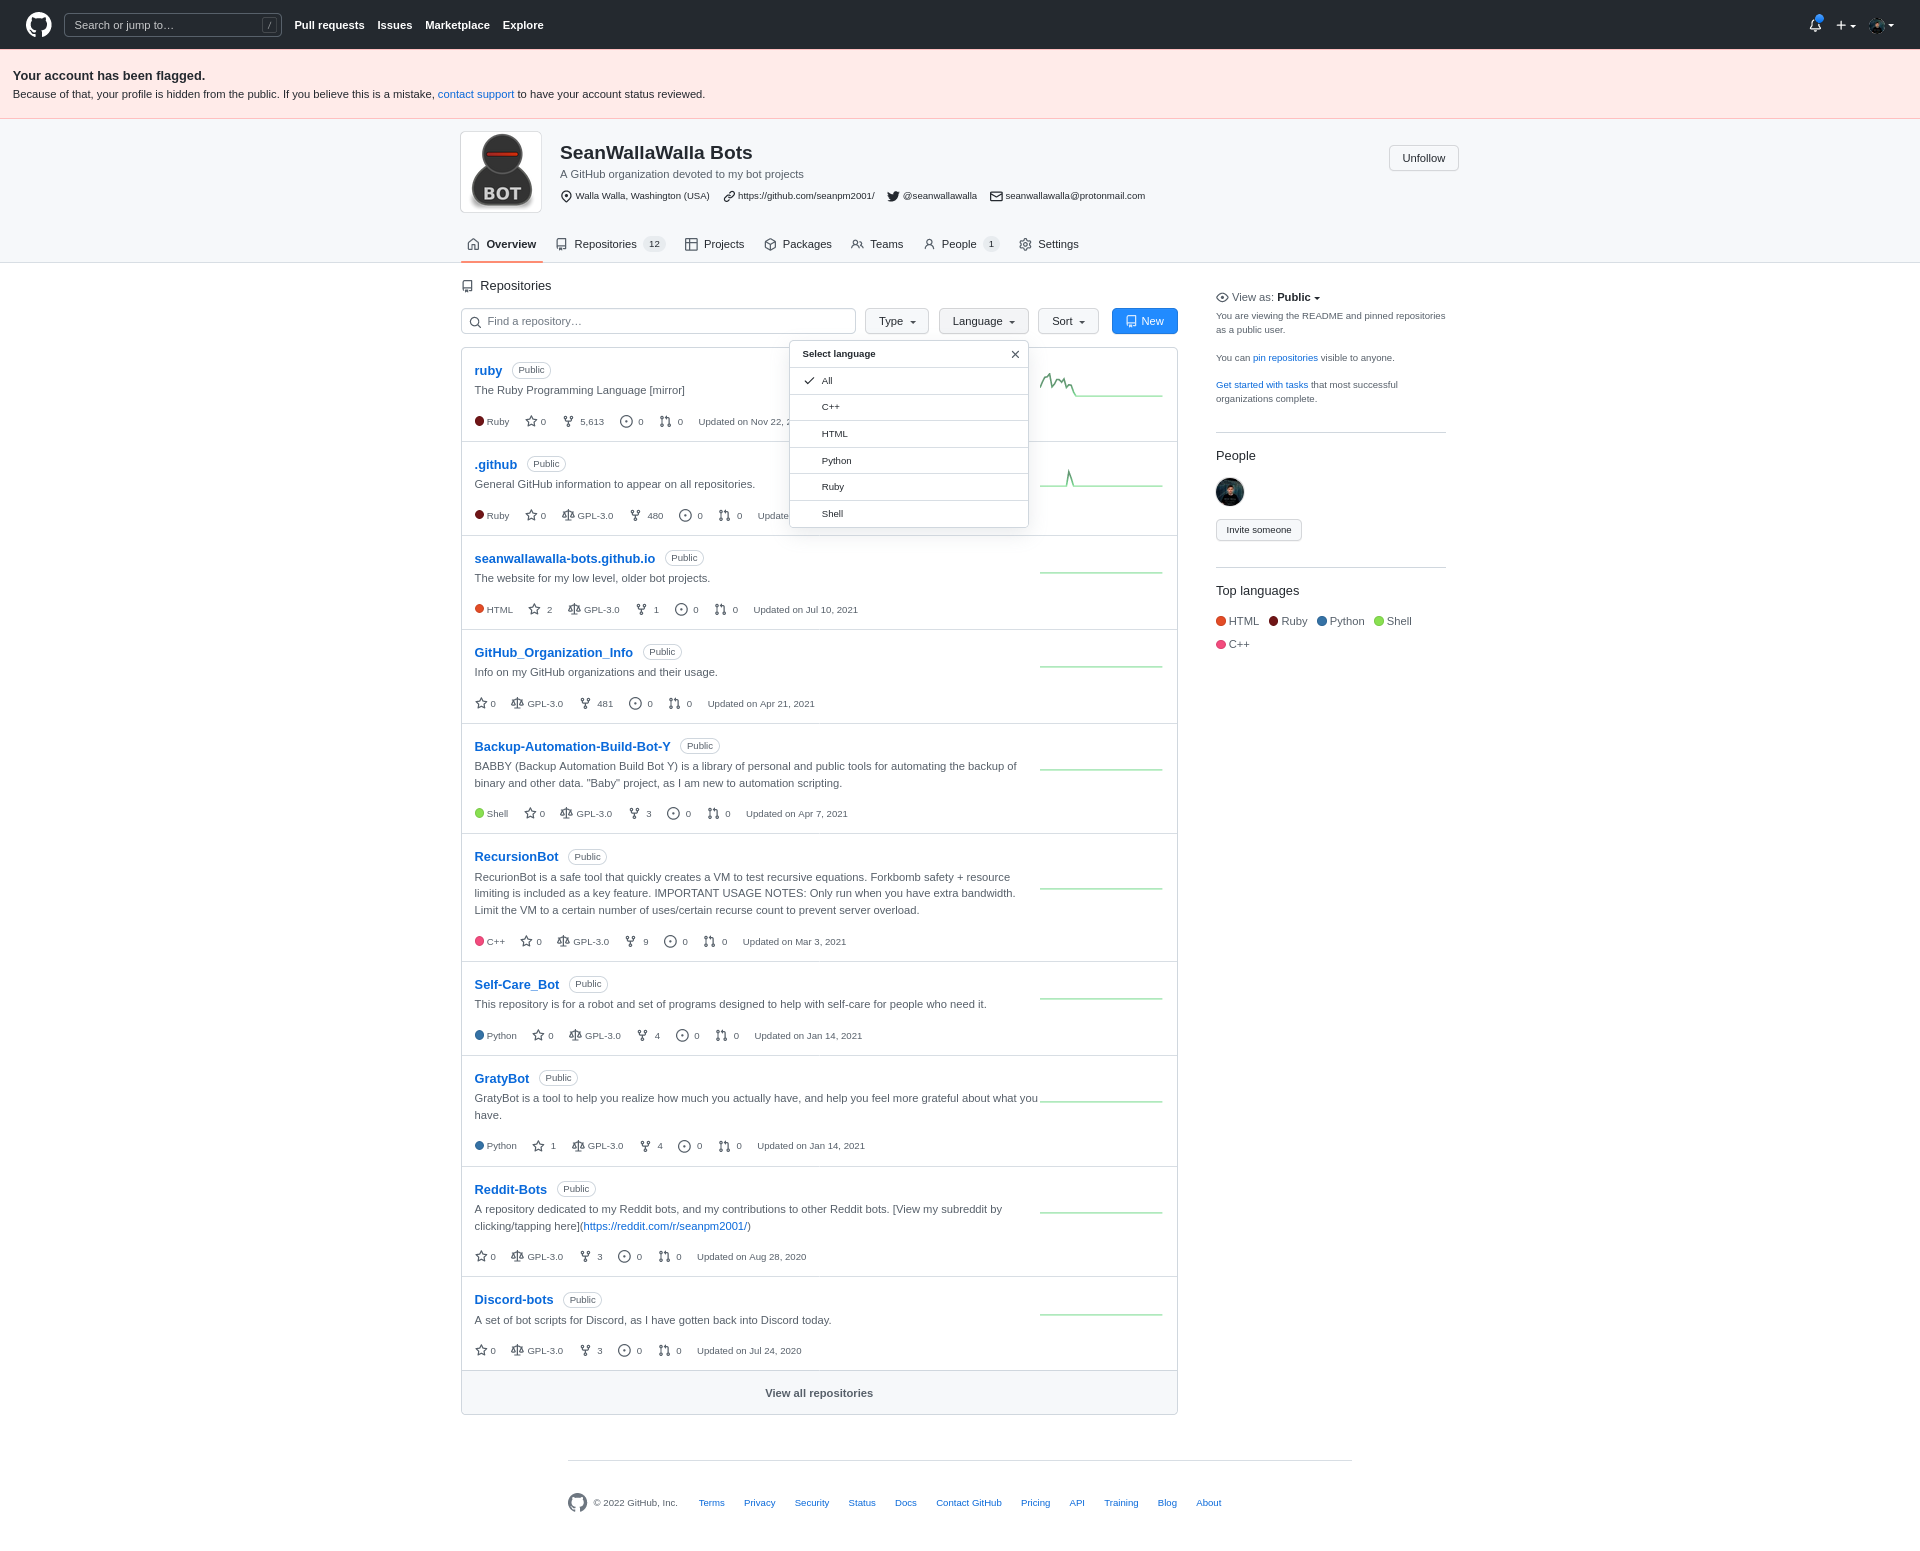 Search or jump to… /
Pull requests Issues Marketplace Explore
Your account has been flagged.
Because of that, your profile is hidden from the public. If you believe this is a mistake, contact support to have your account status reviewed.
BOT
SeanWallaWalla Bots
Unfollow
A GitHub organization devoted to my bot projects
Walla Walla, Washington (USA) https://github.com/seanpm2001/ @seanwallawalla seanwallawalla@protonmail.com
Overview Repositories 12 Projects Packages Teams People 1 Settings
Repositories
Find a repository… Type Language Sort New
Select language
All
C++
HTML
Python
Ruby
Shell
ruby Public
The Ruby Programming Language [mirror]
Ruby 0 5,613 0 0 Updated on Nov 22,
.github Public
General GitHub information to appear on all repositories.
Ruby 0 GPL-3.0 480 0 0 Update
seanwallawalla-bots.github.io Public
The website for my low level, older bot projects.
HTML 2 GPL-3.0 1 0 0 Updated on Jul 10, 2021
GitHub_Organization_Info Public
Info on my GitHub organizations and their usage.
0 GPL-3.0 481 0 0 Updated on Apr 21, 2021
Backup-Automation-Build-Bot-Y Public
BABBY (Backup Automation Build Bot Y) is a library of personal and public tools for automating the backup of
binary and other data. "Baby" project, as I am new to automation scripting.
Shell 0 GPL-3.0 3 0 0 Updated on Apr 7, 2021
RecursionBot Public
RecurionBot is a safe tool that quickly creates a VM to test recursive equations. Forkbomb safety + resource
limiting is included as a key feature. IMPORTANT USAGE NOTES: Only run when you have extra bandwidth.
Limit the VM to a certain number of uses/certain recurse count to prevent server overload.
C++ 0 GPL-3.0 9 0 0 Updated on Mar 3, 2021
Self-Care_Bot Public
This repository is for a robot and set of programs designed to help with self-care for people who need it.
Python 0 GPL-3.0 4 0 0 Updated on Jan 14, 2021
GratyBot Public
GratyBot is a tool to help you realize how much you actually have, and help you feel more grateful about what you
have.
Python 1 GPL-3.0 4 0 0 Updated on Jan 14, 2021
Reddit-Bots Public
A repository dedicated to my Reddit bots, and my contributions to other Reddit bots. [View my subreddit by
clicking/tapping here](https://reddit.com/r/seanpm2001/)
0 GPL-3.0 3 0 0 Updated on Aug 28, 2020
Discord-bots Public
A set of bot scripts for Discord, as I have gotten back into Discord today.
0 GPL-3.0 3 0 0 Updated on Jul 24, 2020
View all repositories
View as: Public
You are viewing the README and pinned repositories
as a public user.
You can pin repositories visible to anyone.
Get started with tasks that most successful
organizations complete.
People
Invite someone
Top languages
HTML Ruby Python Shell
C++
© 2022 GitHub, Inc. Terms Privacy Security Status Docs Contact GitHub Pricing API Training Blog About